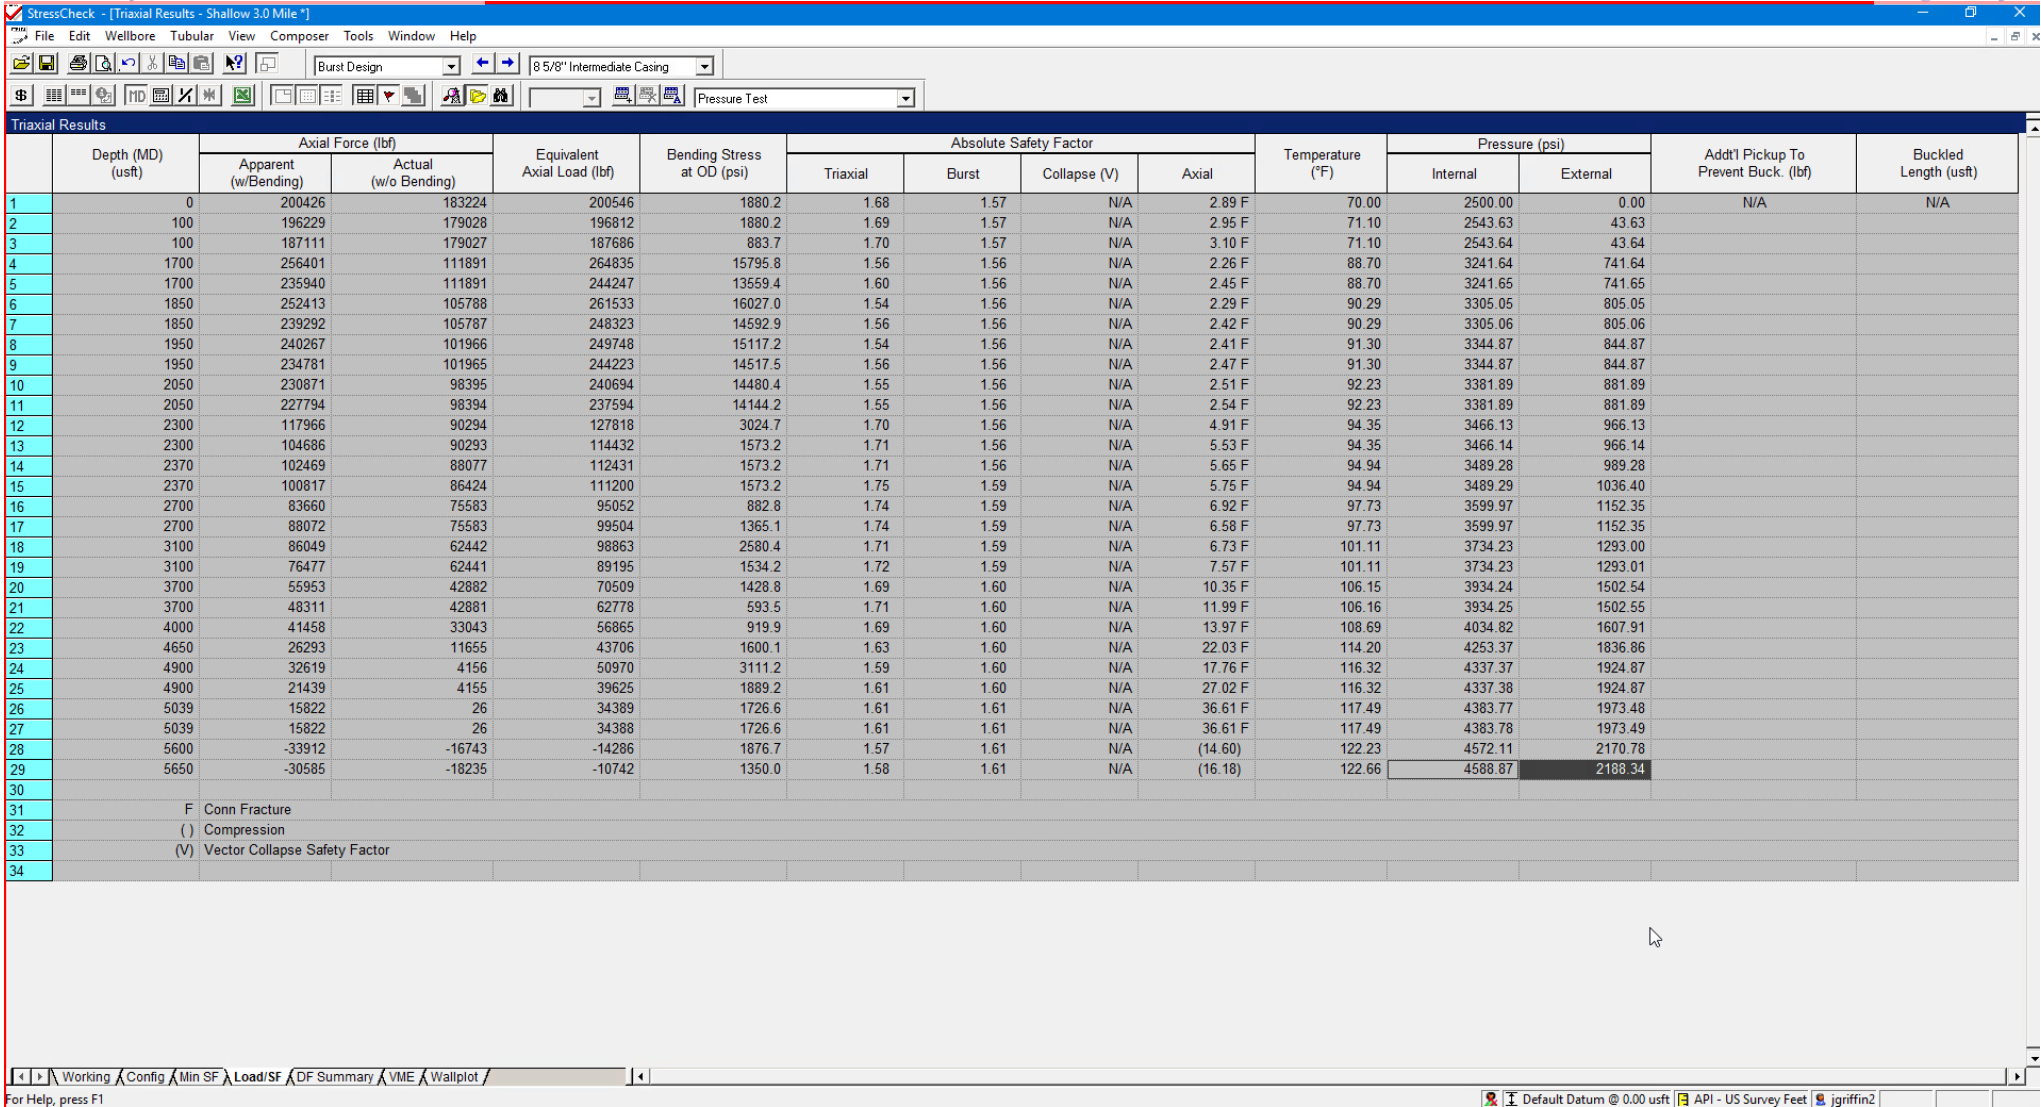 StressCheck - [Triaxial Results - Shallow 3.0 Mile *]
File Edit Wellbore Tubular View Composer Tools Window Help
Burst Design 8 5/8" Intermediate Casing
MD Pressure Test
Triaxial Results
Depth (MD) (usft) Axial Force (lbf) Apparent (w/Bending) Actual (w/o Bending) Equivalent Axial Load (lbf) Bending Stress at OD (psi) Absolute Safety Factor Triaxial Burst Collapse (V) Axial Temperature (°F) Pressure (psi) Internal External Addt'l Pickup To Prevent Buck. (lbf) Buckled Length (usft)
1 0 200426 183224 200546 1880.2 1.68 1.57 N/A 2.89 F 70.00 2500.00 0.00 N/A N/A
2 100 196229 179028 196812 1880.2 1.69 1.57 N/A 2.95 F 71.10 2543.63 43.63
3 100 187111 179027 187686 883.7 1.70 1.57 N/A 3.10 F 71.10 2543.64 43.64
4 1700 256401 111891 264835 15795.8 1.56 1.56 N/A 2.26 F 88.70 3241.64 741.64
5 1700 235940 111891 244247 13559.4 1.60 1.56 N/A 2.45 F 88.70 3241.65 741.65
6 1850 252413 105788 261533 16027.0 1.54 1.56 N/A 2.29 F 90.29 3305.05 805.05
7 1850 239292 105787 248323 14592.9 1.56 1.56 N/A 2.42 F 90.29 3305.06 805.06
8 1950 240267 101966 249748 15117.2 1.54 1.56 N/A 2.41 F 91.30 3344.87 844.87
9 1950 234781 101965 244223 14517.5 1.56 1.56 N/A 2.47 F 91.30 3344.87 844.87
10 2050 230871 98395 240694 14480.4 1.55 1.56 N/A 2.51 F 92.23 3381.89 881.89
11 2050 227794 98394 237594 14144.2 1.55 1.56 N/A 2.54 F 92.23 3381.89 881.89
12 2300 117966 90294 127818 3024.7 1.70 1.56 N/A 4.91 F 94.35 3466.13 966.13
13 2300 104686 90293 114432 1573.2 1.71 1.56 N/A 5.53 F 94.35 3466.14 966.14
14 2370 102469 88077 112431 1573.2 1.71 1.56 N/A 5.65 F 94.94 3489.28 989.28
15 2370 100817 86424 111200 1573.2 1.75 1.59 N/A 5.75 F 94.94 3489.29 1036.40
16 2700 83660 75583 95052 882.8 1.74 1.59 N/A 6.92 F 97.73 3599.97 1152.35
17 2700 88072 75583 99504 1365.1 1.74 1.59 N/A 6.58 F 97.73 3599.97 1152.35
18 3100 86049 62442 98863 2580.4 1.71 1.59 N/A 6.73 F 101.11 3734.23 1293.00
19 3100 76477 62441 89195 1534.2 1.72 1.59 N/A 7.57 F 101.11 3734.23 1293.01
20 3700 55953 42882 70509 1428.8 1.69 1.60 N/A 10.35 F 106.15 3934.24 1502.54
21 3700 48311 42881 62778 593.5 1.71 1.60 N/A 11.99 F 106.16 3934.25 1502.55
22 4000 41458 33043 56865 919.9 1.69 1.60 N/A 13.97 F 108.69 4034.82 1607.91
23 4650 26293 11655 43706 1600.1 1.63 1.60 N/A 22.03 F 114.20 4253.37 1836.86
24 4900 32619 4156 50970 3111.2 1.59 1.60 N/A 17.76 F 116.32 4337.37 1924.87
25 4900 21439 4155 39625 1889.2 1.61 1.60 N/A 27.02 F 116.32 4337.38 1924.87
26 5039 15822 26 34389 1726.6 1.61 1.61 N/A 36.61 F 117.49 4383.77 1973.48
27 5039 15822 26 34388 1726.6 1.61 1.61 N/A 36.61 F 117.49 4383.78 1973.49
28 5600 -33912 -16743 -14286 1876.7 1.57 1.61 N/A (14.60) 122.23 4572.11 2170.78
29 5650 -30585 -18235 -10742 1350.0 1.58 1.61 N/A (16.18) 122.66 4588.87 2188.34
30
31 F Conn Fracture
32 ( ) Compression
33 (V) Vector Collapse Safety Factor
34
Working Config Min SF Load/SF DF Summary VME Wallplot
For Help, press F1 Default Datum @ 0.00 usft API - US Survey Feet jgriffin2